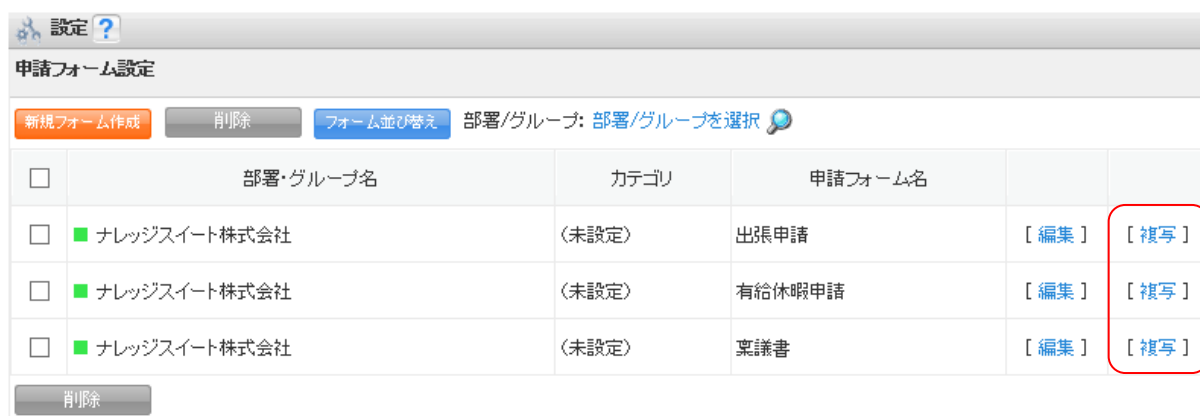 設定 ?
申請フォーム設定
新規フォーム作成 削除 フォーム並び替え 部署/グループ: 部署/グループを選択
部署・グループ名 カテゴリ 申請フォーム名
ナレッジスイート株式会社 (未設定) 出張申請 [ 編集 ] [ 複写 ]
ナレッジスイート株式会社 (未設定) 有給休暇申請 [ 編集 ] [ 複写 ]
ナレッジスイート株式会社 (未設定) 稟議書 [ 編集 ] [ 複写 ]
削除